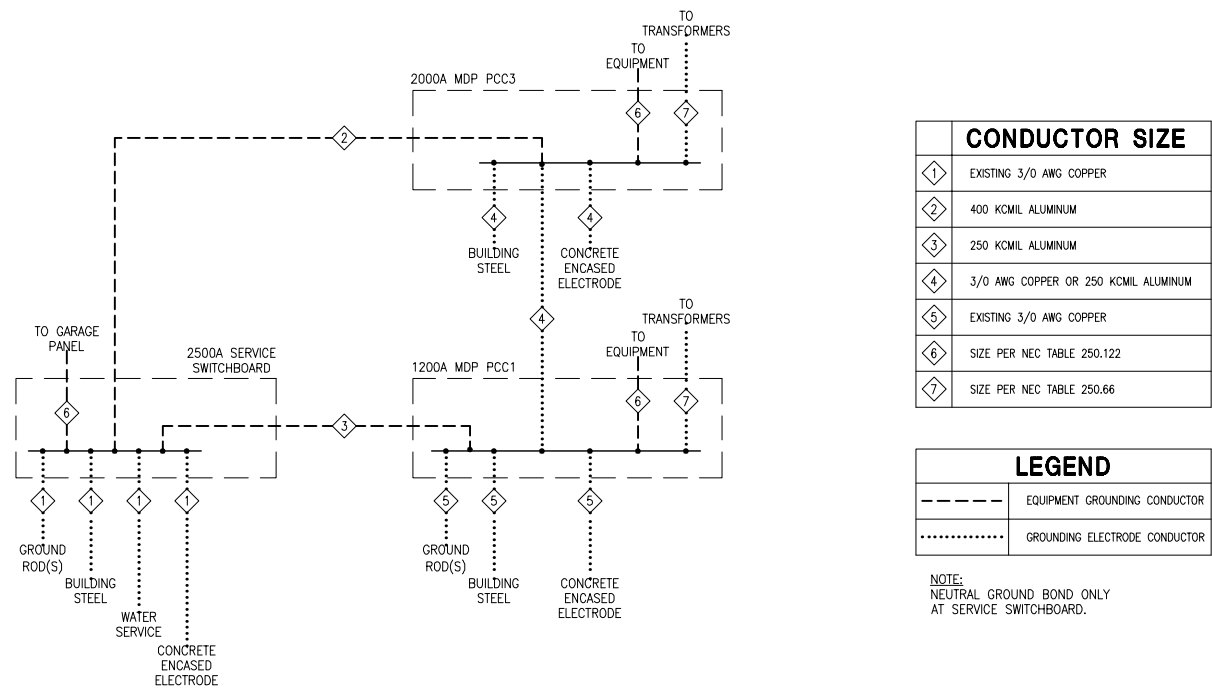 TO
TRANSFORMERS
TO
EQUIPMENT
2000A MDP PCC3
6
7
2
4
4
BUILDING
STEEL
CONCRETE
ENCASED
ELECTRODE
4
TO
TRANSFORMERS
TO
EQUIPMENT
1200A MDP PCC1
6
7
TO GARAGE
PANEL
2500A SERVICE
SWITCHBOARD
6
3
1
1
1
1
GROUND
ROD(S)
BUILDING
STEEL
WATER
SERVICE
CONCRETE
ENCASED
ELECTRODE
5
5
5
GROUND
ROD(S)
BUILDING
STEEL
CONCRETE
ENCASED
ELECTRODE
CONDUCTOR SIZE
1 EXISTING 3/0 AWG COPPER
2 400 KCMIL ALUMINUM
3 250 KCMIL ALUMINUM
4 3/0 AWG COPPER OR 250 KCMIL ALUMINUM
5 EXISTING 3/0 AWG COPPER
6 SIZE PER NEC TABLE 250.122
7 SIZE PER NEC TABLE 250.66
LEGEND
EQUIPMENT GROUNDING CONDUCTOR
GROUNDING ELECTRODE CONDUCTOR
NOTE:
NEUTRAL GROUND BOND ONLY
AT SERVICE SWITCHBOARD.